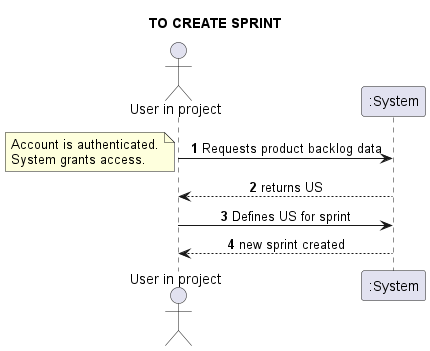 TO CREATE SPRINT
User in project
:System
Account is authenticated.
System grants access.
1 Requests product backlog data
2 returns US
3 Defines US for sprint
4 new sprint created
User in project
:System